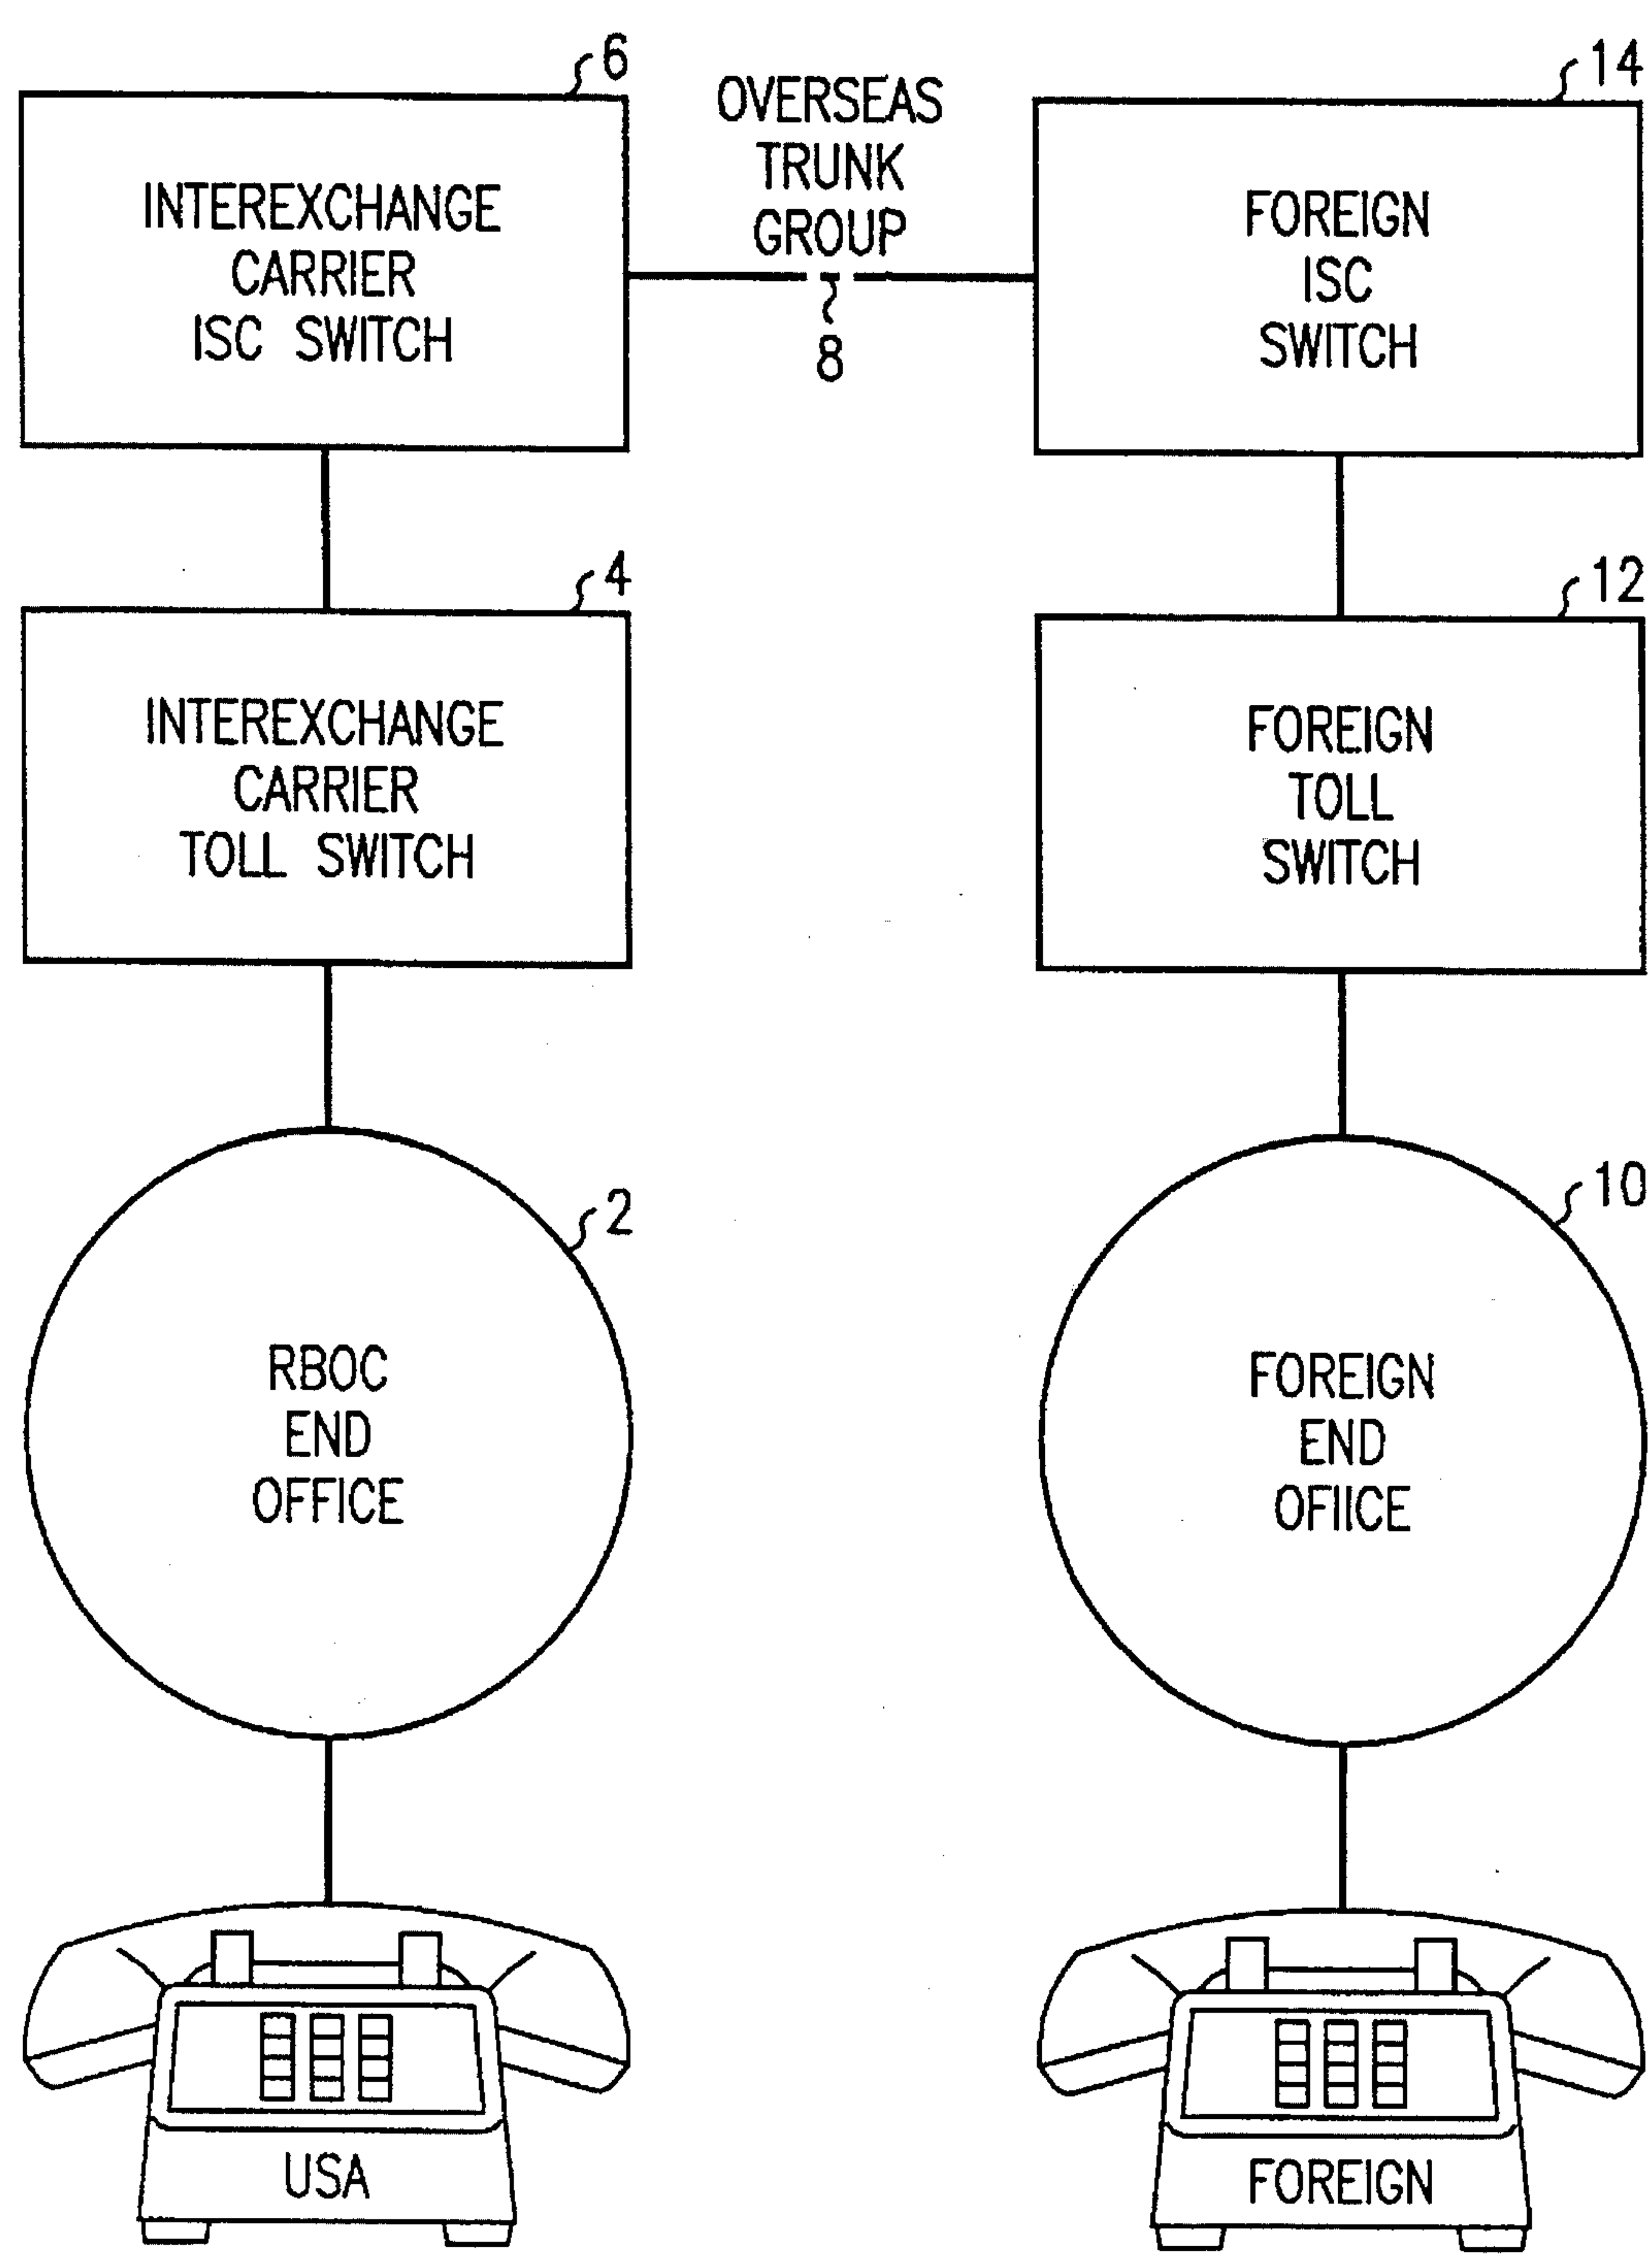 6
INTEREXCHANGE
CARRIER
ISC SWITCH
OVERSEAS
TRUNK
GROUP
8
14
FOREIGN
ISC
SWITCH
4
INTEREXCHANGE
CARRIER
TOLL SWITCH
12
FOREIGN
TOLL
SWITCH
2
RBOC
END
OFFICE
10
FOREIGN
END
OFIICE
USA
FOREIGN